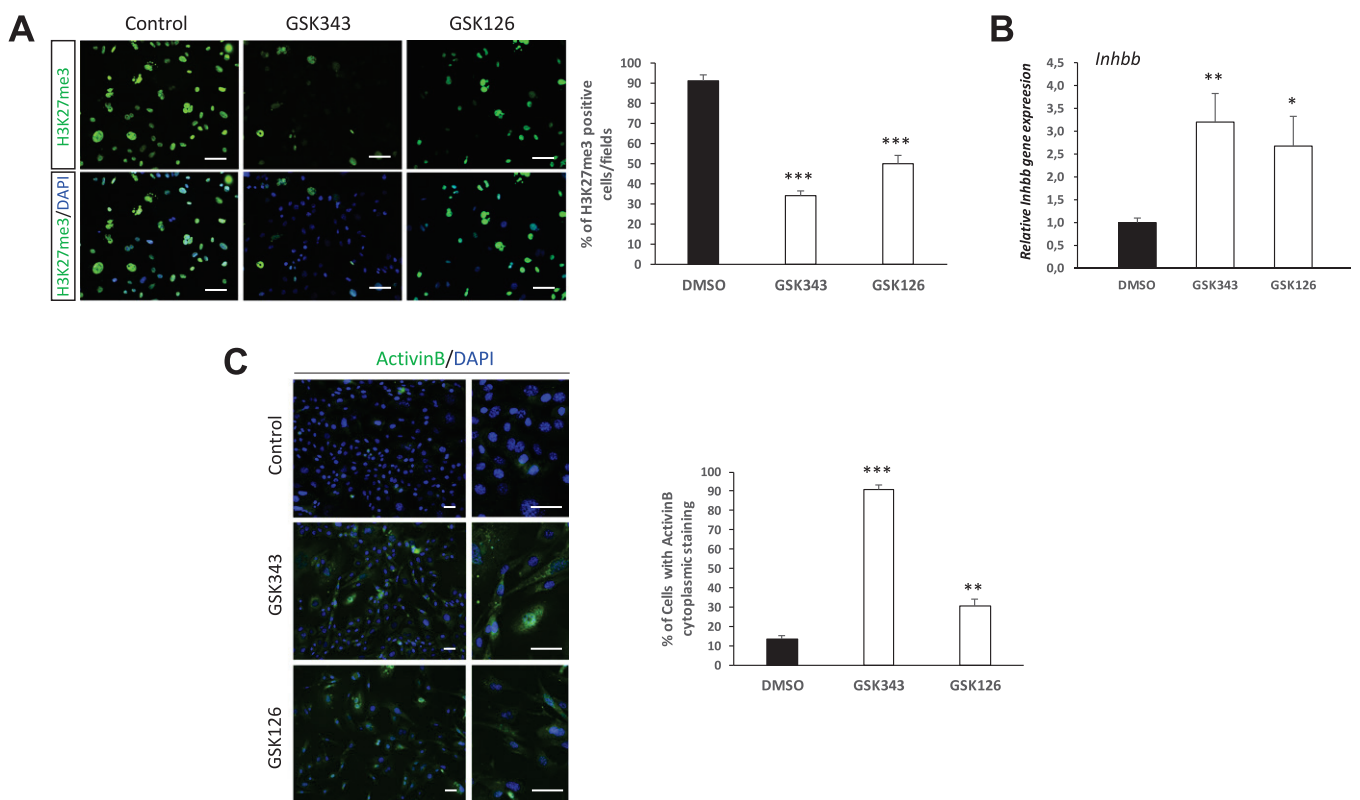 A
Control
GSK343
GSK126
H3K27me3
H3K27me3/DAPI
% of H3K27me3 positive
cells/fields
100
90
80
70
60
50
40
30
20
10
0
***
***
DMSO
GSK343
GSK126
B
Inhbb
Relative Inhbb gene expreesion
4,5
4,0
3,5
3,0
2,5
2,0
1,5
1,0
0,5
0,0
**
*
DMSO
GSK343
GSK126
C
ActivinB/DAPI
Control
GSK343
GSK126
% of Cells with ActivinB
cytoplasmic staining
100
90
80
70
60
50
40
30
20
10
0
***
**
DMSO
GSK343
GSK126